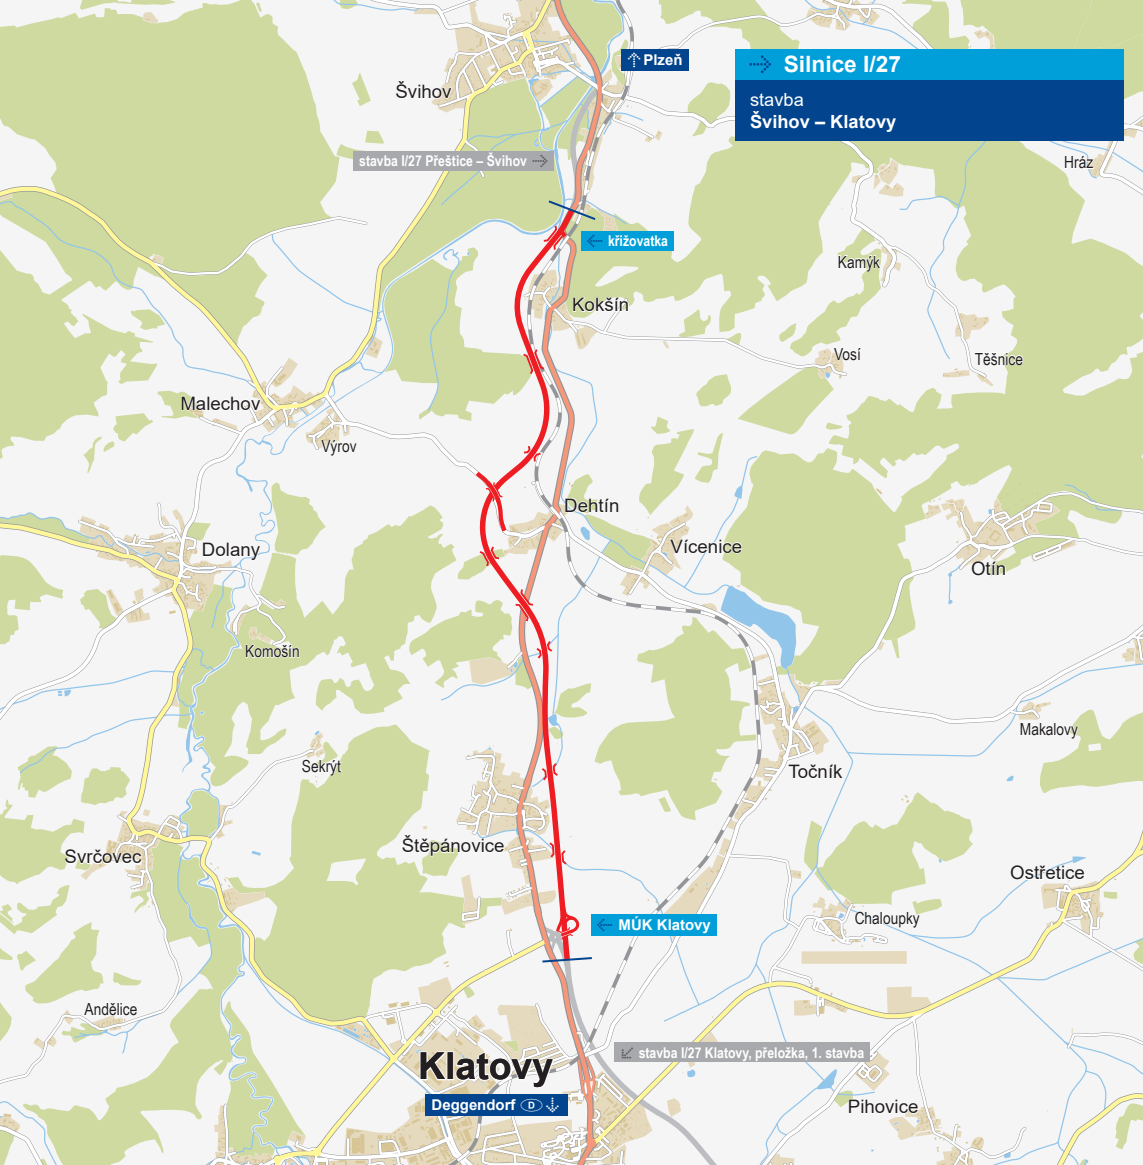 Plzeň
Silnice I/27
stavba
Švihov – Klatovy
Švihov
stavba I/27 Přeštice – Švihov
Hráz
křižovatka
Kamýk
Kokšín
Vosí
Těšnice
Malechov
Výrov
Dehtín
Vícenice
Dolany
Otín
Komošín
Makalovy
Sekrýt
Točník
Štěpánovice
Svrčovec
Ostřetice
MÚK Klatovy
Chaloupky
Andělice
stavba I/27 Klatovy, přeložka, 1. stavba
Klatovy
Deggendorf D
Pihovice